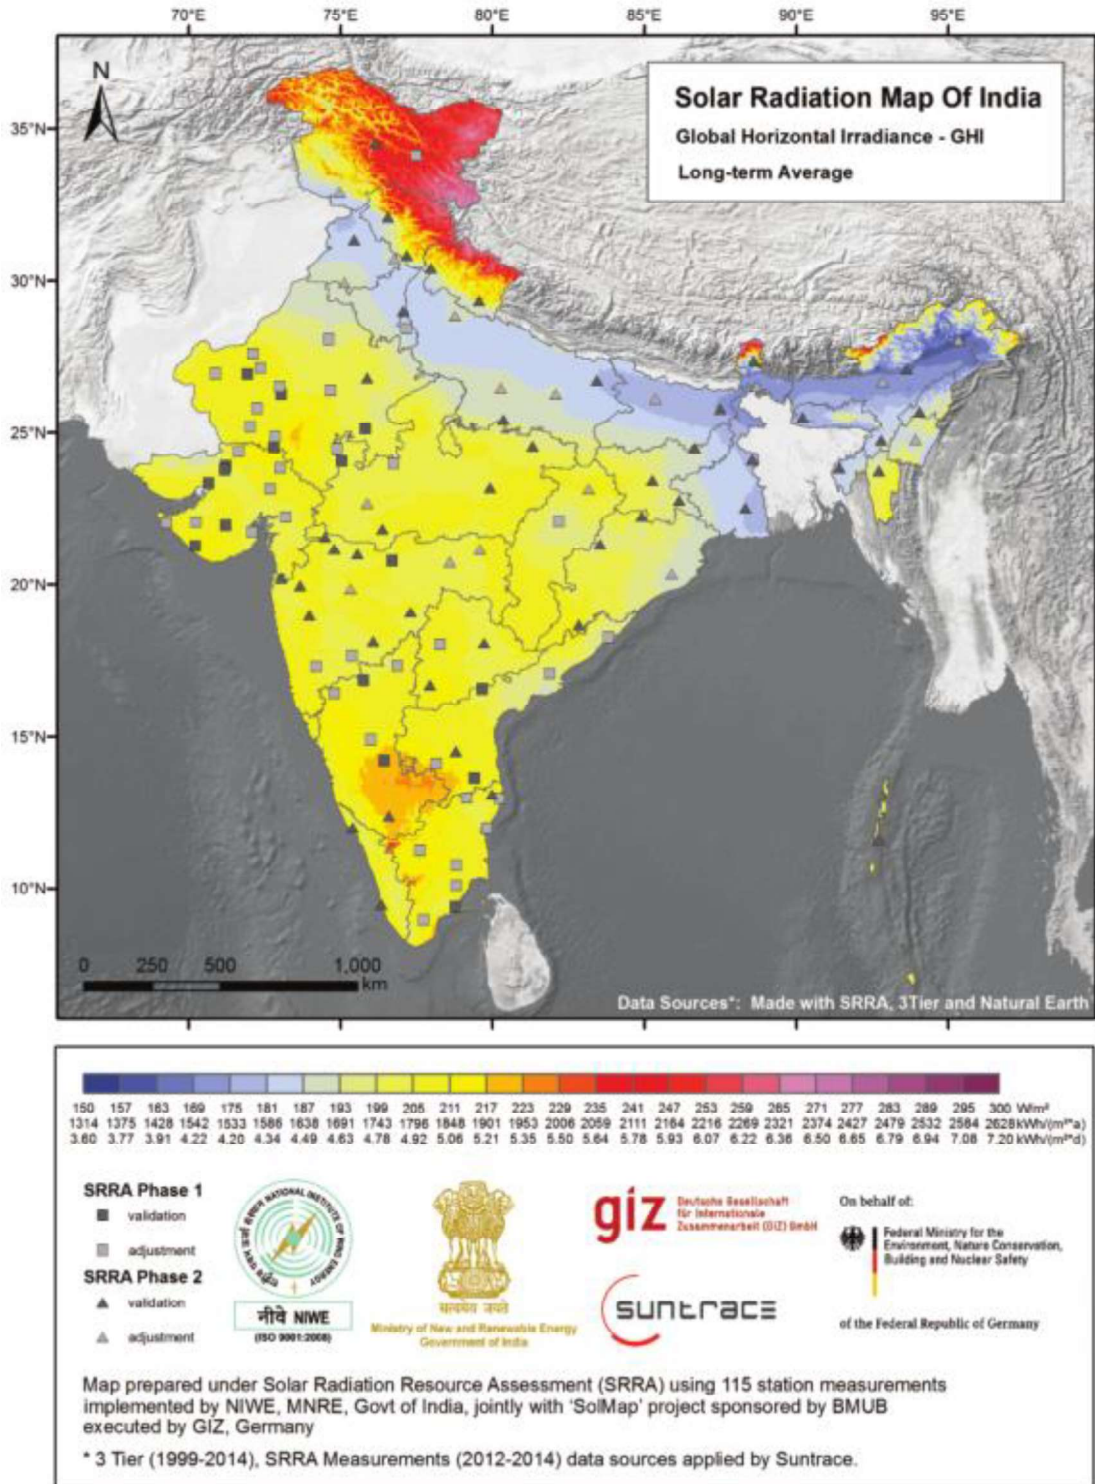 70°E 75°E 80°E 85°E 90°E 95°E
N
Solar Radiation Map Of India
Global Horizontal Irradiance - GHI
Long-term Average
35°N
30°N
25°N
20°N
15°N
10°N
0 250 500 1,000
km
Data Sources*: Made with SRRA, 3Tier and Natural Earth
150 157 163 169 175 181 187 193 199 205 211 217 223 229 235 241 247 253 259 265 271 277 283 289 295 300 W/m²
1314 1375 1428 1542 1533 1586 1638 1691 1743 1796 1848 1901 1953 2006 2059 2111 2164 2216 2269 2321 2374 2427 2479 2532 2584 2628kWh/(m²*a)
3.60 3.77 3.91 4.22 4.20 4.34 4.49 4.63 4.78 4.92 5.06 5.21 5.35 5.50 5.64 5.78 5.93 6.07 6.22 6.36 6.50 6.65 6.79 6.94 7.08 7.20 kWh/(m²*d)
SRRA Phase 1
validation
adjustment
SRRA Phase 2
validation
adjustment
NATIONAL INSTITUTE OF WIND ENERGY
राष्ट्रीय पवन ऊर्जा संस्थान
नीवे NIWE
(ISO 9001:2008)
सत्यमेव जयते
Ministry of New and Renewable Energy
Government of India
giz
Deutsche Gesellschaft
für Internationale
Zusammenarbeit (GIZ) GmbH
suntrace
On behalf of:
Federal Ministry for the
Environment, Nature Conservation,
Building and Nuclear Safety
of the Federal Republic of Germany
Map prepared under Solar Radiation Resource Assessment (SRRA) using 115 station measurements
implemented by NIWE, MNRE, Govt of India, jointly with 'SolMap' project sponsored by BMUB
executed by GIZ, Germany
* 3 Tier (1999-2014), SRRA Measurements (2012-2014) data sources applied by Suntrace.